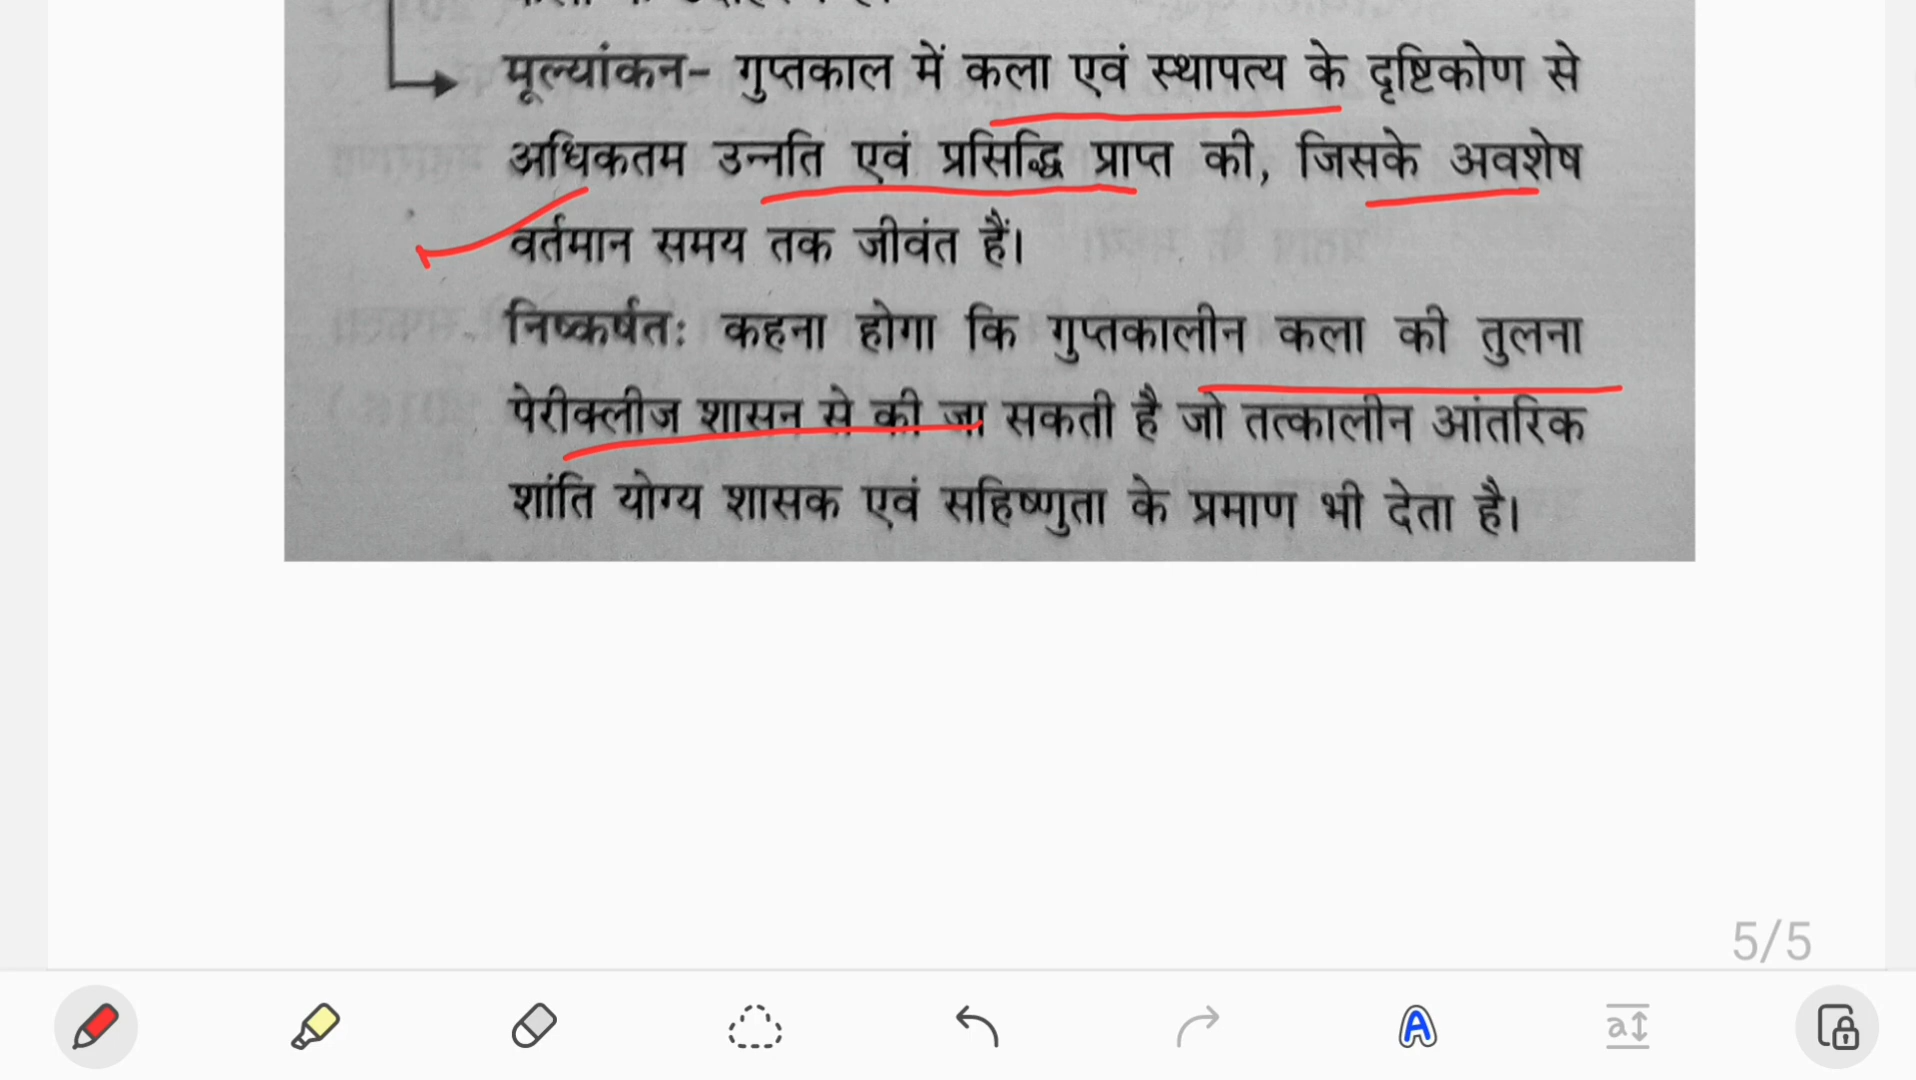 मूल्यांकन- गुप्तकाल में कला एवं स्थापत्य के दृष्टिकोण से
अधिकतम उन्नति एवं प्रसिद्धि प्राप्त की, जिसके अवशेष
वर्तमान समय तक जीवंत हैं।
निष्कर्षतः कहना होगा कि गुप्तकालीन कला की तुलना
पेरीक्लीज शासन से की जा सकती है जो तत्कालीन आंतरिक
शांति योग्य शासक एवं सहिष्णुता के प्रमाण भी देता है।
5/5
A
a